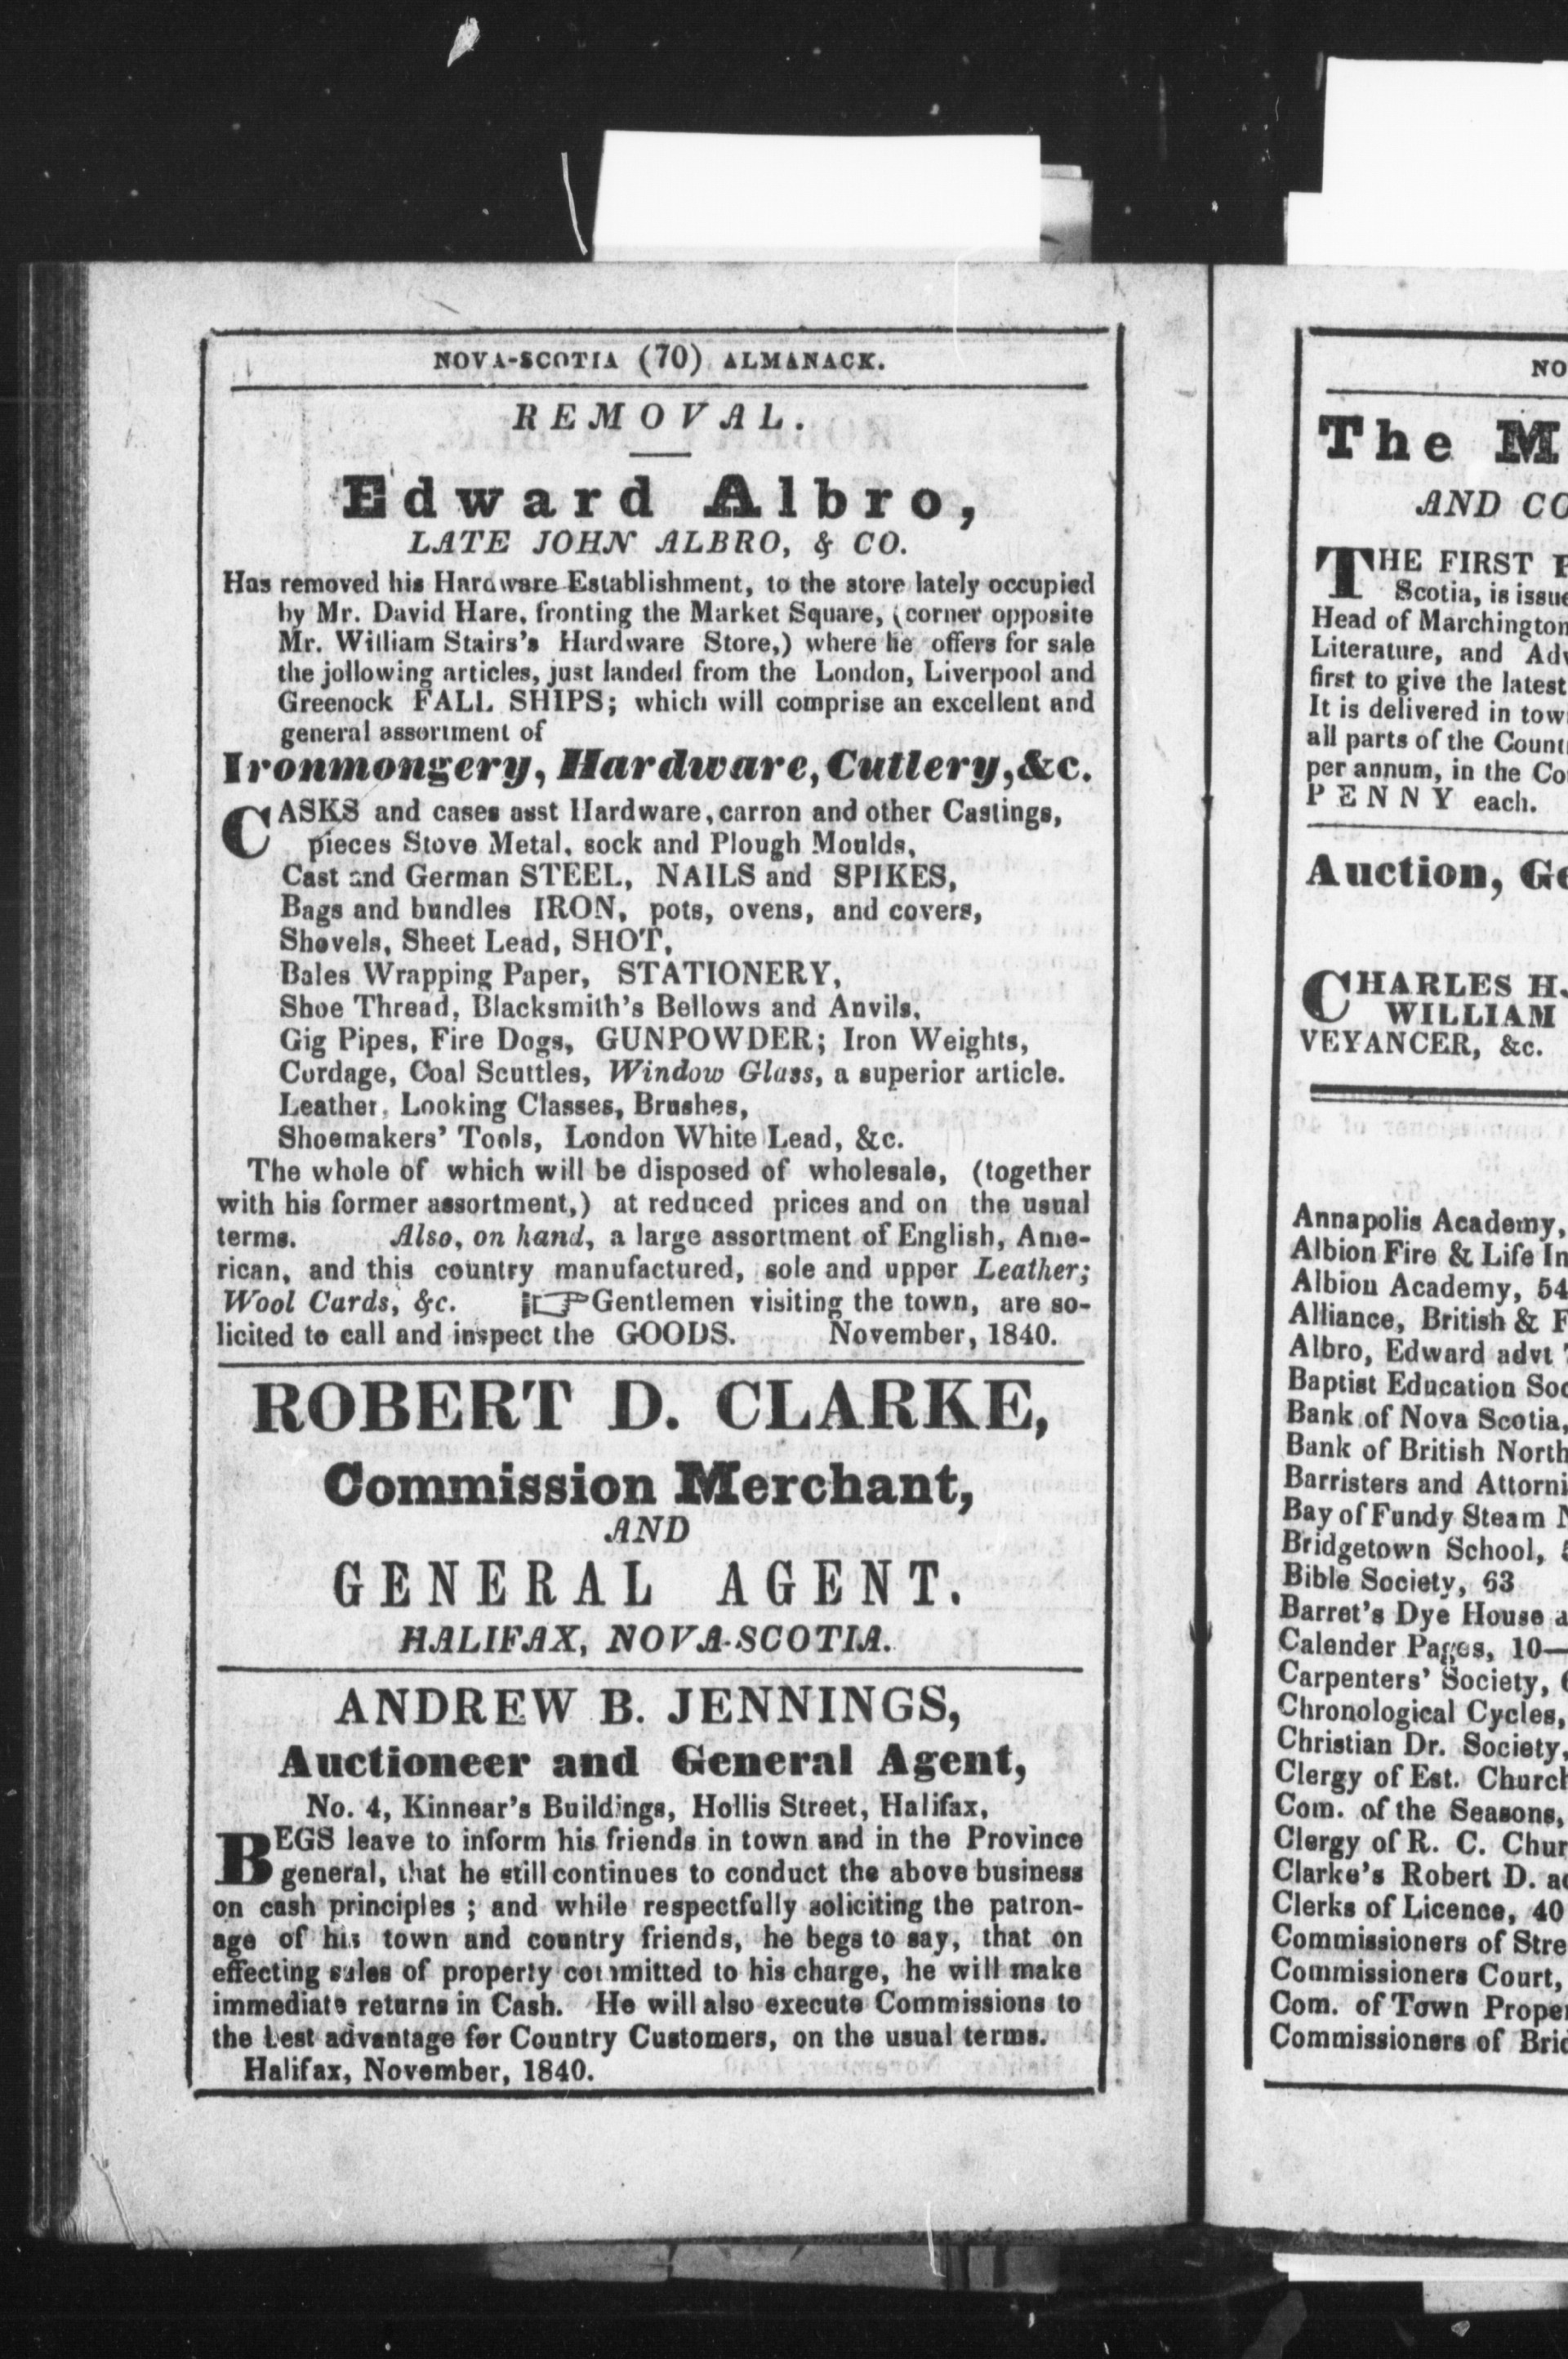 NOVA-SCOTIA (70) ALMANACK.
REMOVAL.
Edward Albro,
LATE JOHN ALBRO, & CO.
Has removed his Hardware Establishment, to the store lately occupied
by Mr. David Hare, fronting the Market Square, (corner opposite
Mr. William Stairs's Hardware Store,) where he offers for sale
the jollowing articles, just landed from the London, Liverpool and
Greenock FALL SHIPS; which will comprise an excellent and
general assortment of
Ironmongery, Hardware, Cutlery, &c.
CASKS and cases asst Hardware, carron and other Castings,
pieces Stove Metal, sock and Plough Moulds,
Cast and German STEEL, NAILS and SPIKES,
Bags and bundles IRON, pots, ovens, and covers,
Shovels, Sheet Lead, SHOT,
Bales Wrapping Paper, STATIONERY,
Shoe Thread, Blacksmith's Bellows and Anvils,
Gig Pipes, Fire Dogs, GUNPOWDER; Iron Weights,
Cordage, Coal Scuttles, Window Glass, a superior article.
Leather, Looking Classes, Brushes,
Shoemakers' Tools, London White Lead, &c.
The whole of which will be disposed of wholesale, (together
with his former assortment,) at reduced prices and on the usual
terms. Also, on hand, a large assortment of English, Ame-
rican, and this country manufactured, sole and upper Leather;
Wool Cards, &c. ☞Gentlemen visiting the town, are so-
licited to call and inspect the GOODS. November, 1840.
ROBERT D. CLARKE,
Commission Merchant,
AND
GENERAL AGENT.
HALIFAX, NOVA-SCOTIA.
ANDREW B. JENNINGS,
Auctioneer and General Agent,
No. 4, Kinnear's Buildings, Hollis Street, Halifax,
BEGS leave to inform his friends in town and in the Province
general, that he still continues to conduct the above business
on cash principles ; and while respectfully soliciting the patron-
age of his town and country friends, he begs to say, that on
effecting sales of property committed to his charge, he will make
immediate returns in Cash. He will also execute Commissions to
the best advantage for Country Customers, on the usual terms.
Halifax, November, 1840.
NO
The M
AND CO
THE FIRST
Scotia, is issue
Head of Marchington
Literature, and Adv
first to give the latest
It is delivered in tow
all parts of the Count
per annum, in the Co
PENNY each.
Auction, Ge
CHARLES H.
WILLIAM
VEYANCER, &c.
Annapolis Academy,
Albion Fire & Life In
Albion Academy, 54
Alliance, British & F
Albro, Edward advt
Baptist Education Soc
Bank of Nova Scotia,
Bank of British North
Barristers and Attorni
Bay of Fundy Steam
Bridgetown School,
Bible Society, 63
Barret's Dye House a
Calender Pages, 10—
Carpenters' Society,
Chronological Cycles,
Christian Dr. Society,
Clergy of Est. Church
Com. of the Seasons,
Clergy of R. C. Chur
Clarke's Robert D. a
Clerks of Licence, 40
Commissioners of Stre
Commissioners Court,
Com. of Town Proper
Commissioners of Brid